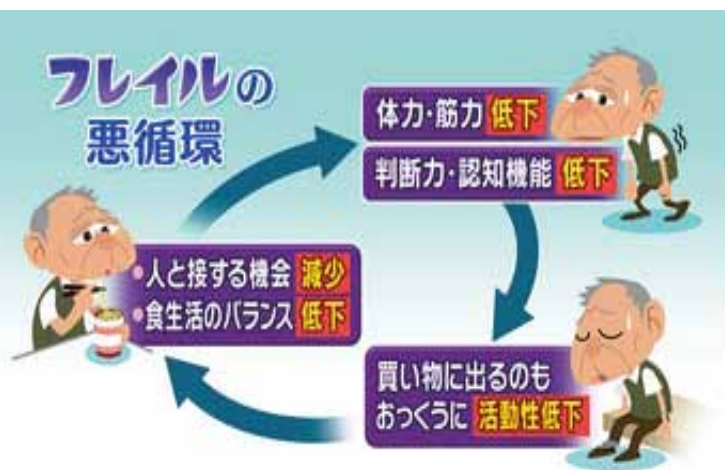 フレイルの
悪循環
体力・筋力 低下
判断力・認知機能 低下
買い物に出るのも
おっくうに 活動性低下
•人と接する機会 減少
•食生活のバランス 低下